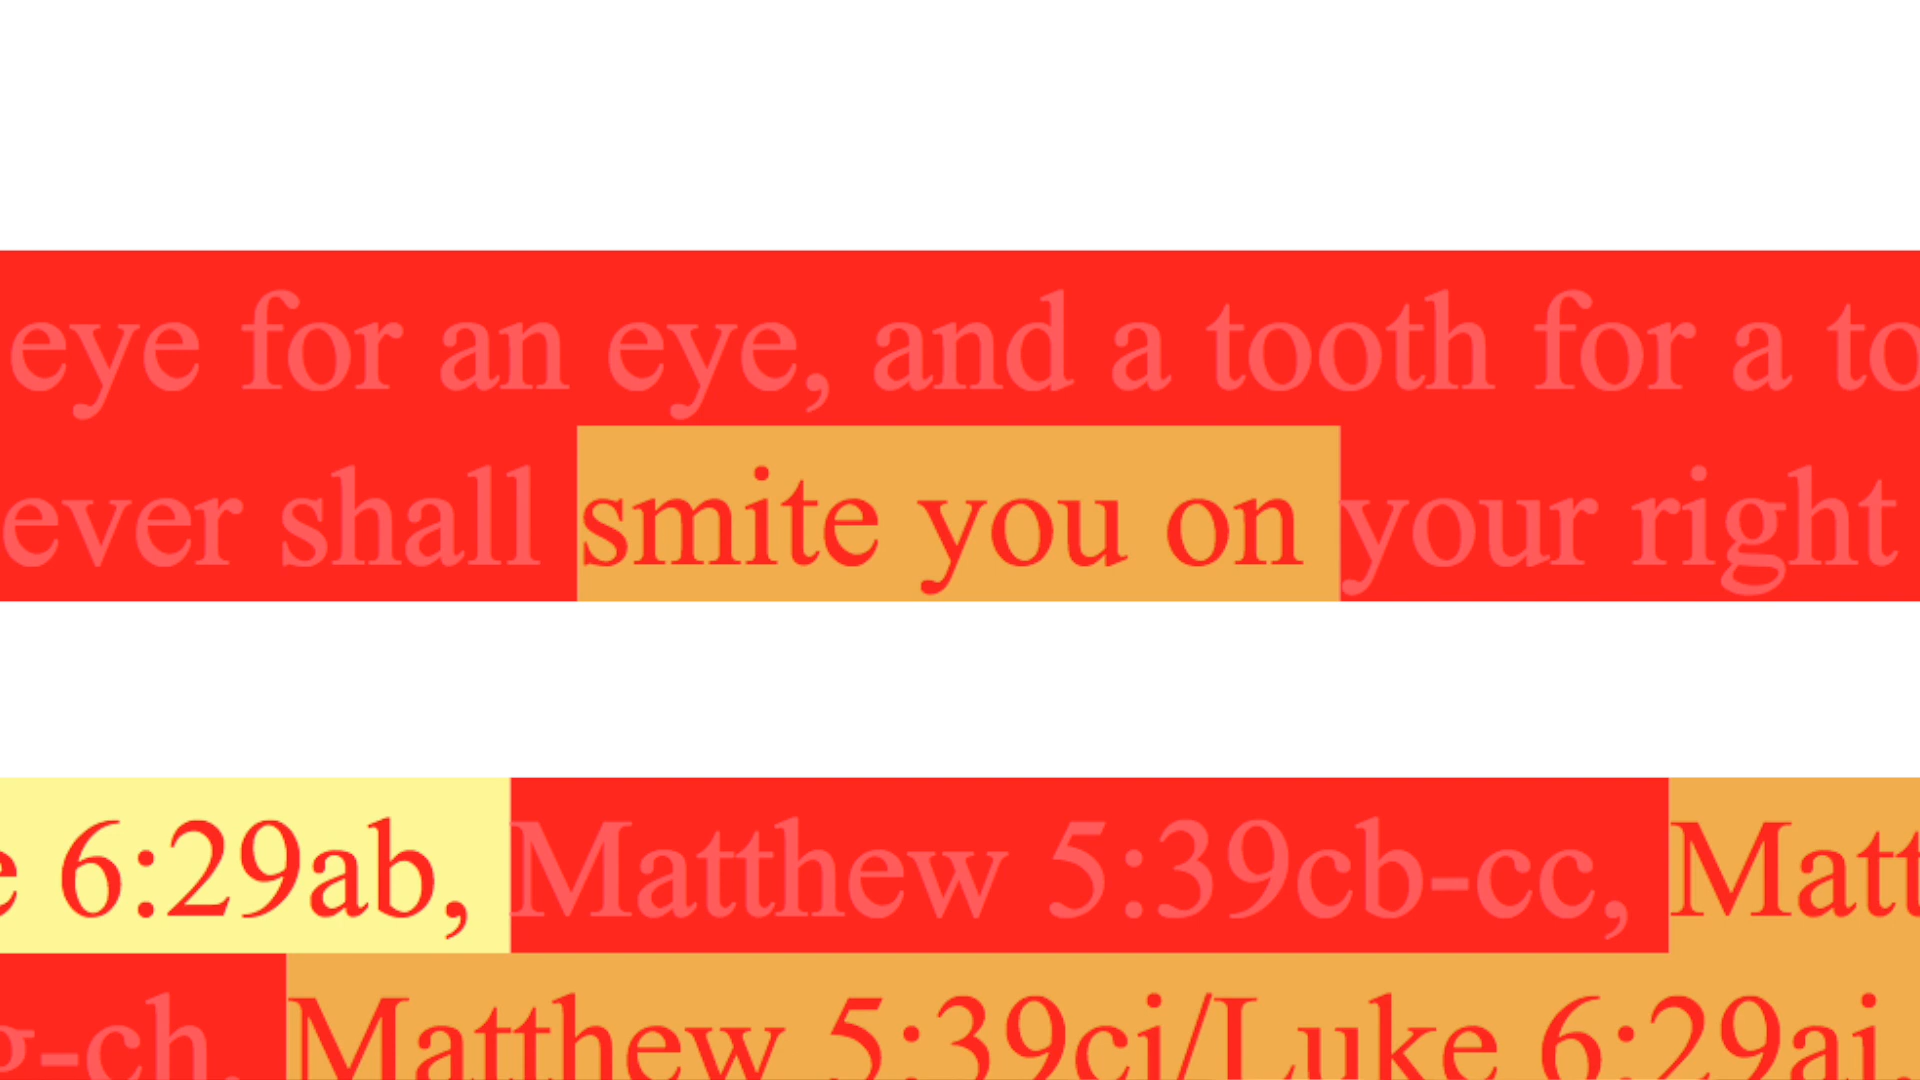 eye for an eye, and a tooth for a to
ever shall smite you on your right
e 6:29ab, Matthew 5:39cb-cc, Matt
g-ch, Matthew 5:39ci/Luke 6:29ai,